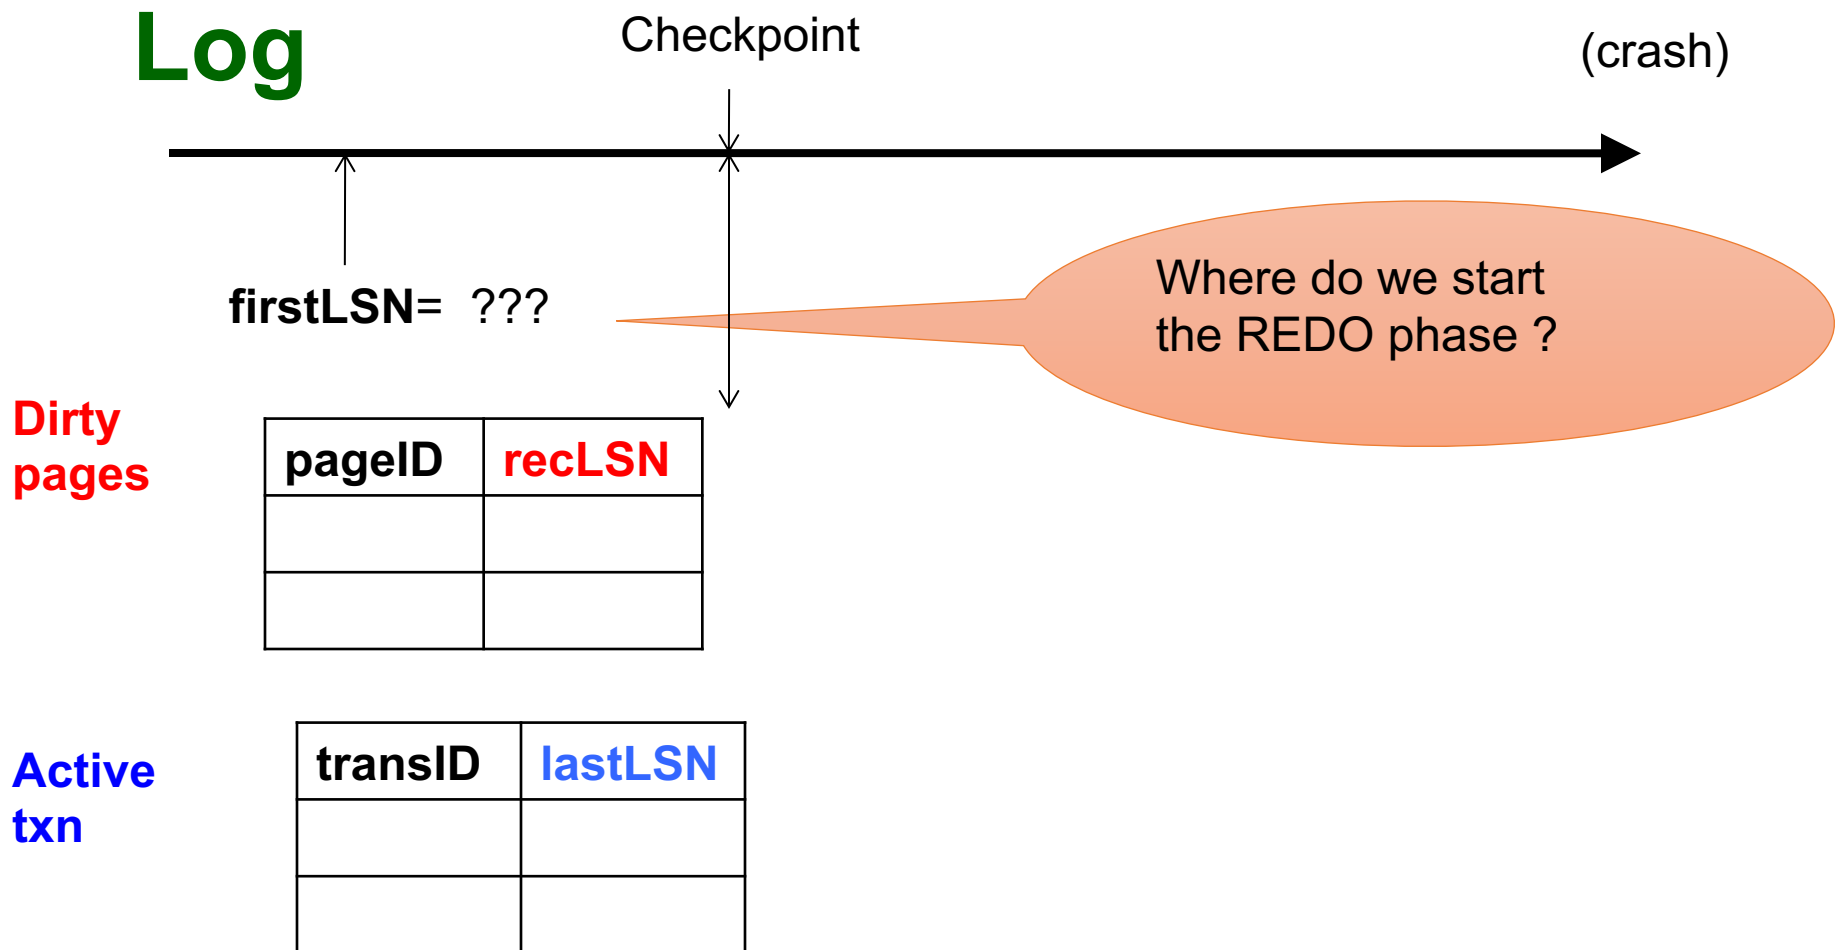 Log
Checkpoint
(crash)
firstLSN= ???
Where do we start
the REDO phase ?
Dirty
pages
pageID recLSN
Active
txn
transID lastLSN